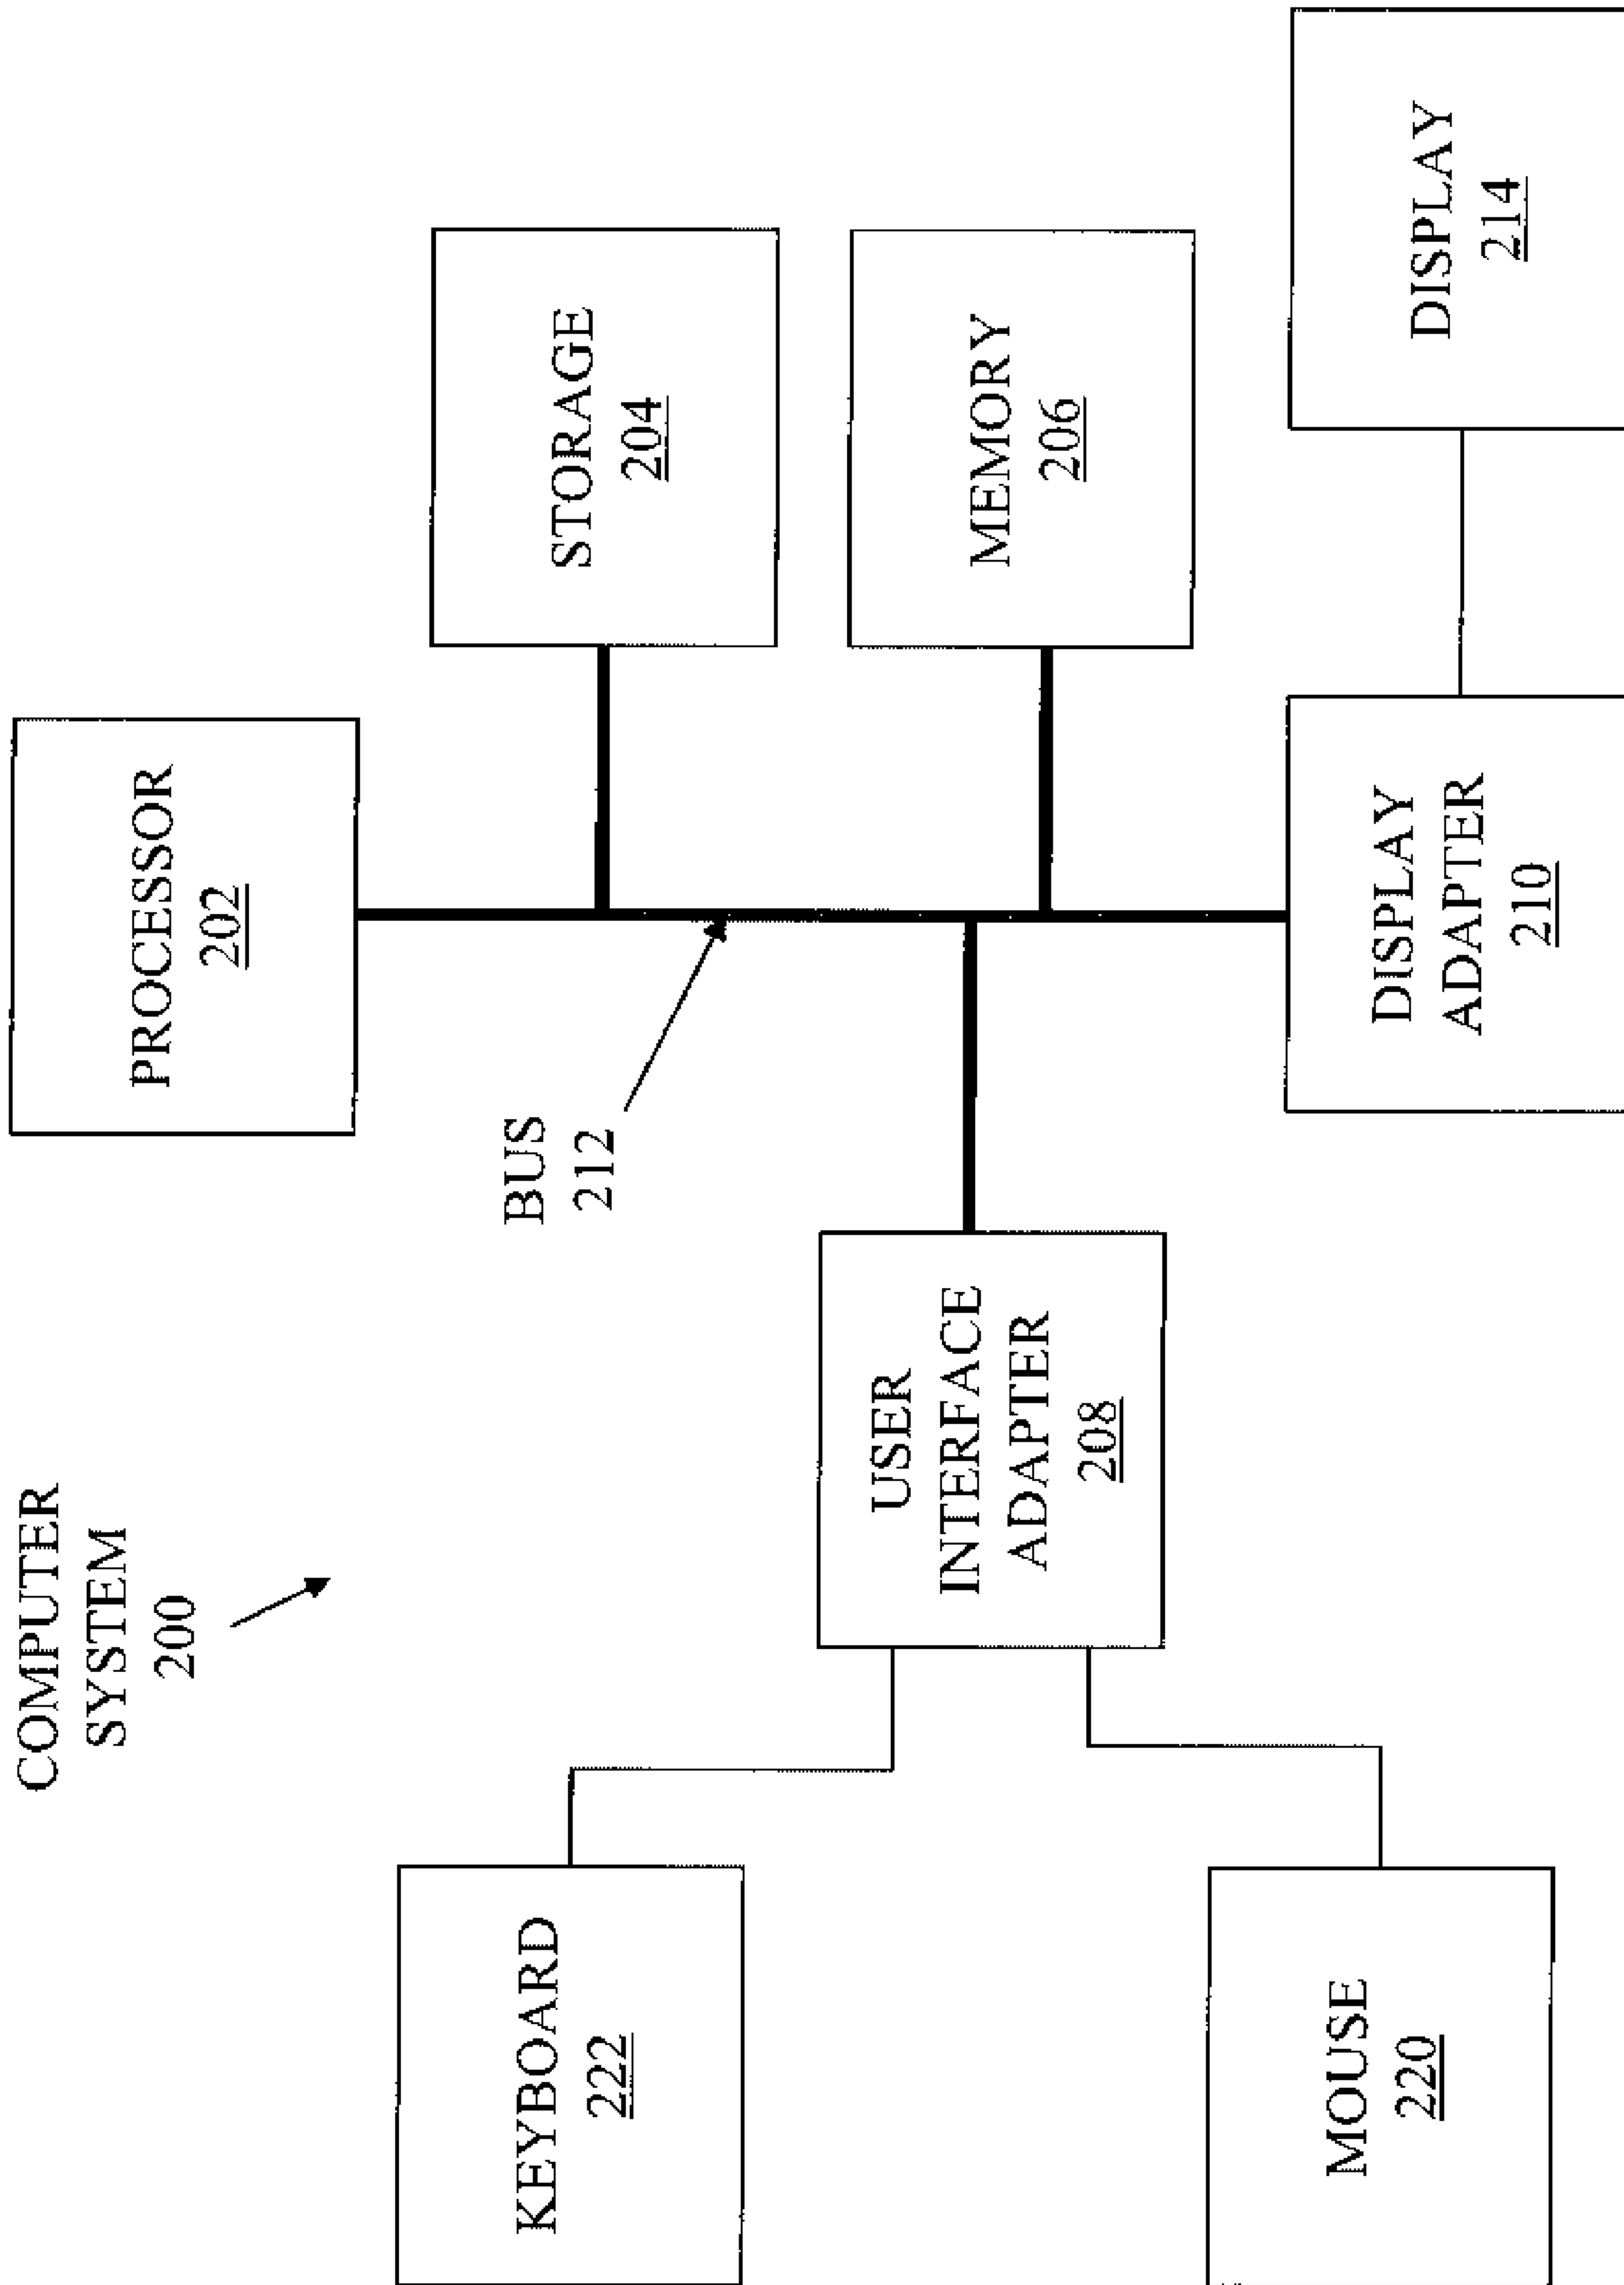 COMPUTER
SYSTEM
200
PROCESSOR
202
BUS
212
STORAGE
204
KEYBOARD
222
USER
INTERFACE
ADAPTER
208
MEMORY
206
MOUSE
220
DISPLAY
ADAPTER
210
DISPLAY
214